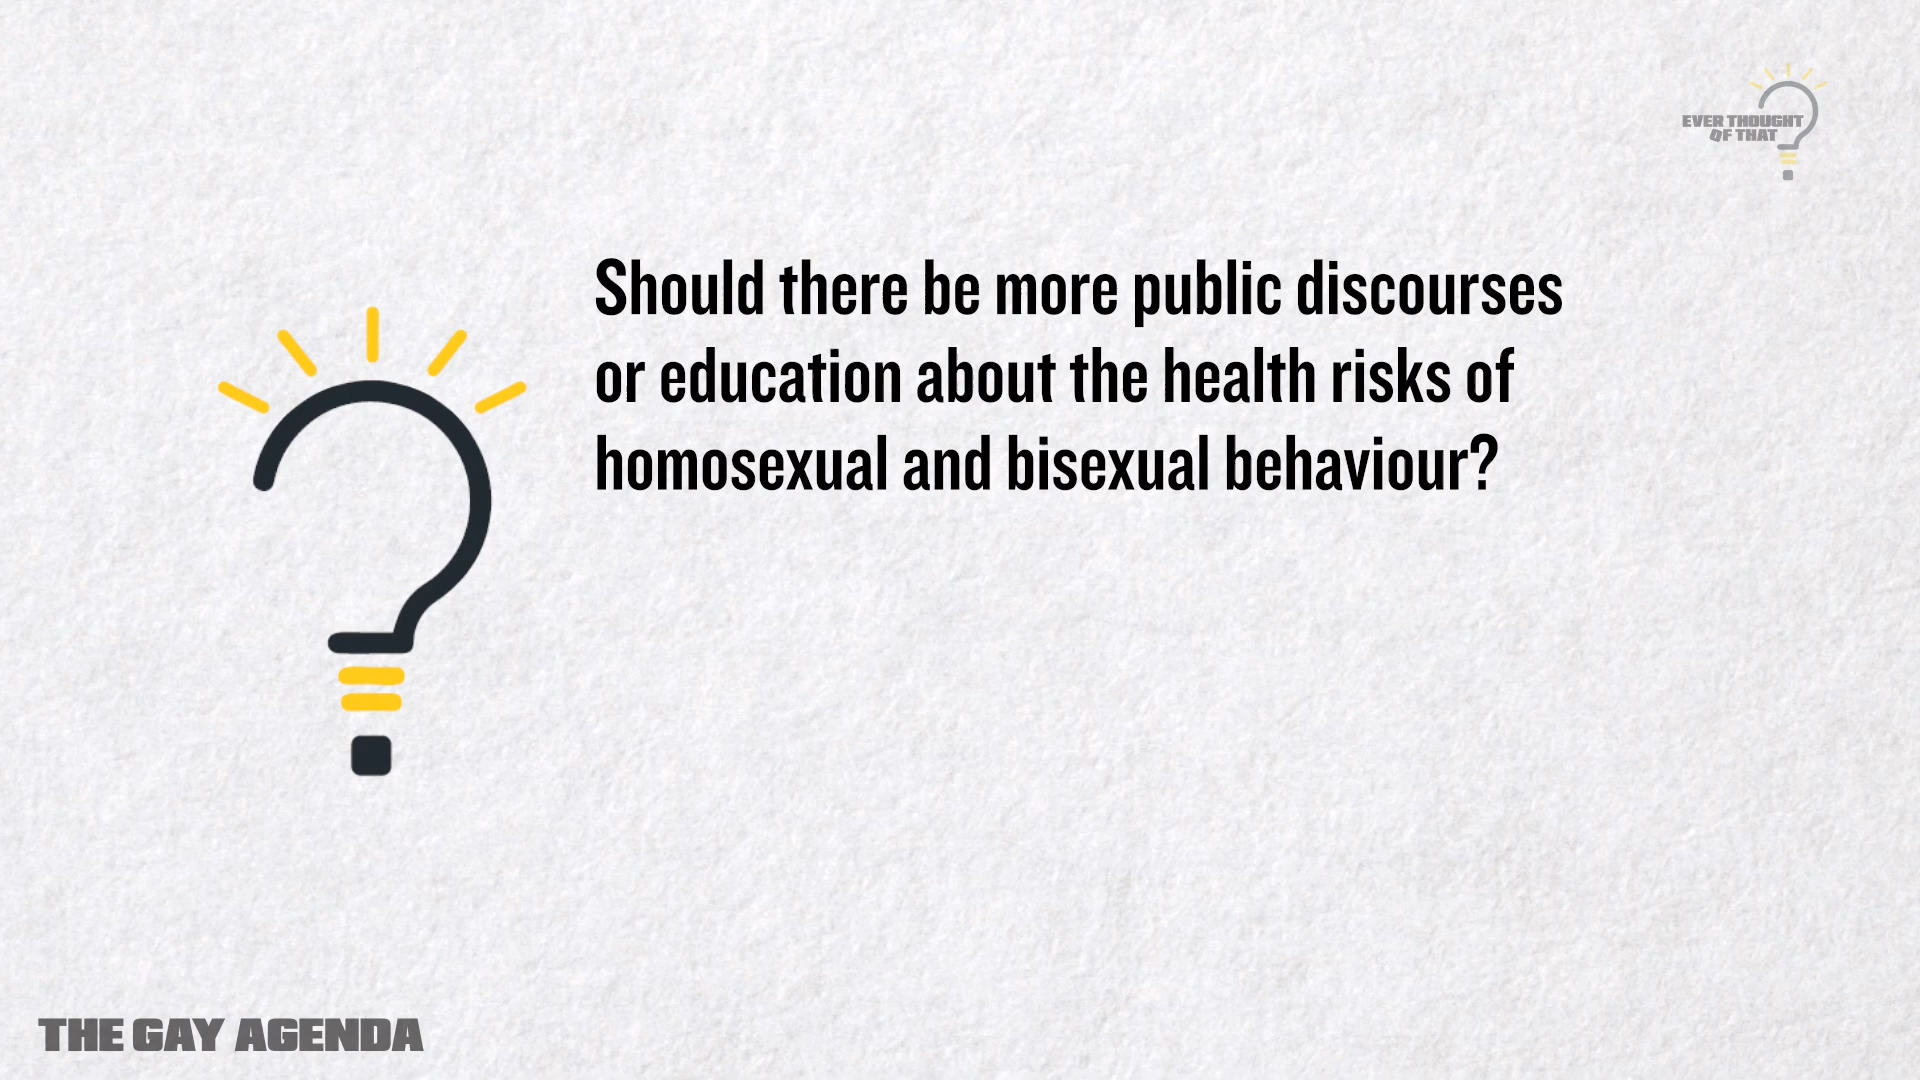 EVER THOUGHT
OF THAT
Should there be more public discourses
or education about the health risks of
homosexual and bisexual behaviour?
THE GAY AGENDA